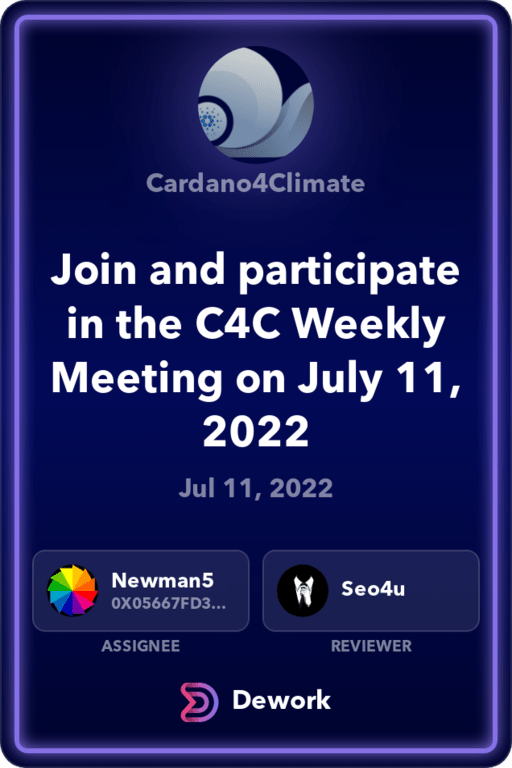 Cardano4Climate
Join and participate
in the C4C Weekly
Meeting on July 11,
2022
Jul 11, 2022
Newman5
0X05667FD3...
Seo4u
ASSIGNEE
REVIEWER
Dework